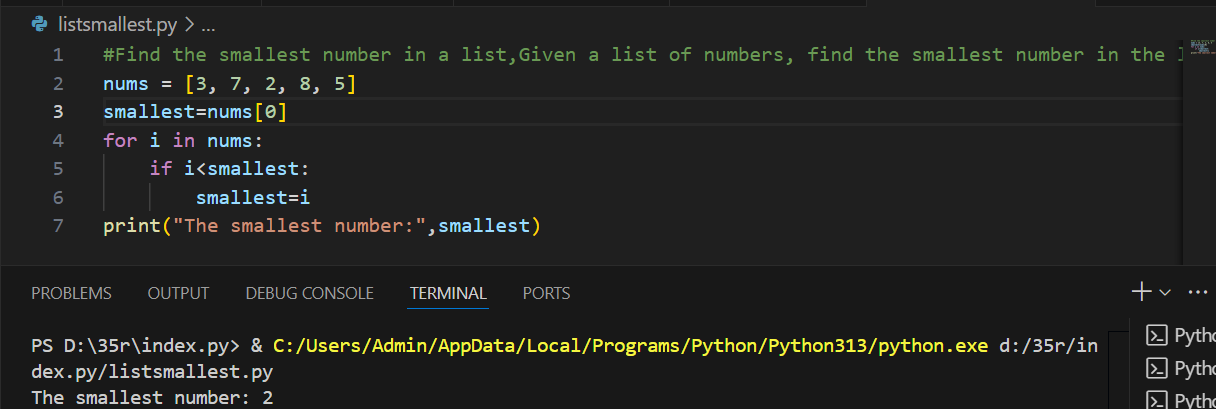 listsmallest.py > ...
1 #Find the smallest number in a list,Given a list of numbers, find the smallest number in the
2 nums = [3, 7, 2, 8, 5]
3 smallest=nums[0]
4 for i in nums:
5     if i<smallest:
6         smallest=i
7 print("The smallest number:",smallest)
PROBLEMS OUTPUT DEBUG CONSOLE TERMINAL PORTS
PS D:\35r\index.py> & C:/Users/Admin/AppData/Local/Programs/Python/Python313/python.exe d:/35r/in
dex.py/listsmallest.py
The smallest number: 2